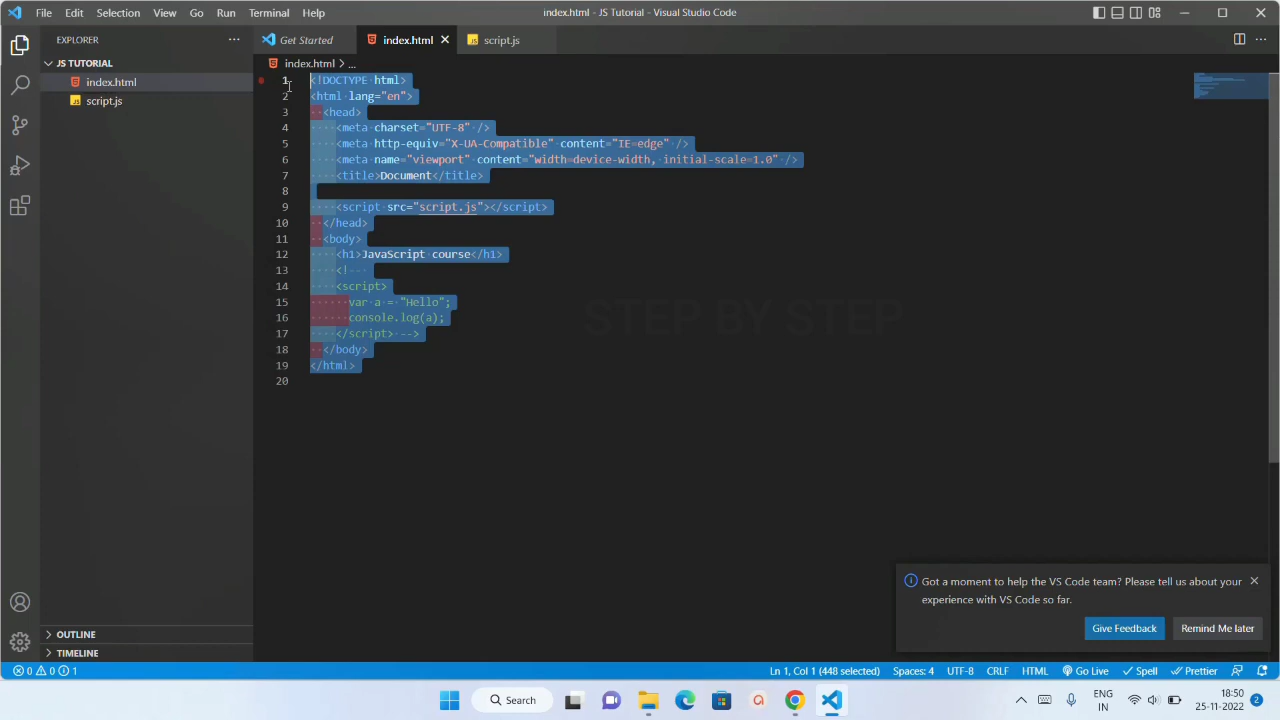 File Edit Selection View Go Run Terminal Help
index.html - JS Tutorial - Visual Studio Code
EXPLORER
Get Started
index.html
script.js
JS TUTORIAL
index.html
script.js
index.html > ...
1 <!DOCTYPE html>
2 <html lang="en">
3 <head>
4 <meta charset="UTF-8" />
5 <meta http-equiv="X-UA-Compatible" content="IE=edge" />
6 <meta name="viewport" content="width=device-width, initial-scale=1.0" />
7 <title>Document</title>
8
9 <script src="script.js"></script>
10 </head>
11 <body>
12 <h1>JavaScript course</h1>
13 <!--
14 <script>
15 var a = "Hello";
16 console.log(a);
17 </script> -->
18 </body>
19 </html>
20
STEP BY STEP
Got a moment to help the VS Code team? Please tell us about your
experience with VS Code so far.
Give Feedback
Remind Me later
OUTLINE
TIMELINE
0 0 1
Ln 1, Col 1 (448 selected) Spaces: 4 UTF-8 CRLF HTML Go Live Spell Prettier
Search
ENG
IN
18:50
25-11-2022
2